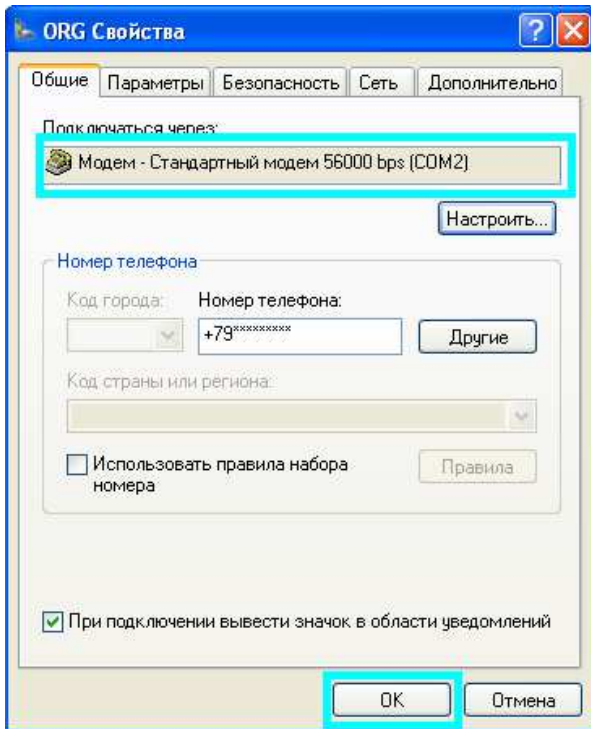 ORG Свойства
Общие Параметры Безопасность Сеть Дополнительно
Подключаться через:
Модем - Стандартный модем 56000 bps (COM2)
Настроить...
Номер телефона
Код города: Номер телефона:
+79*********
Другие
Код страны или региона:
Использовать правила набора
номера
Правила
При подключении вывести значок в области уведомлений
OK Отмена